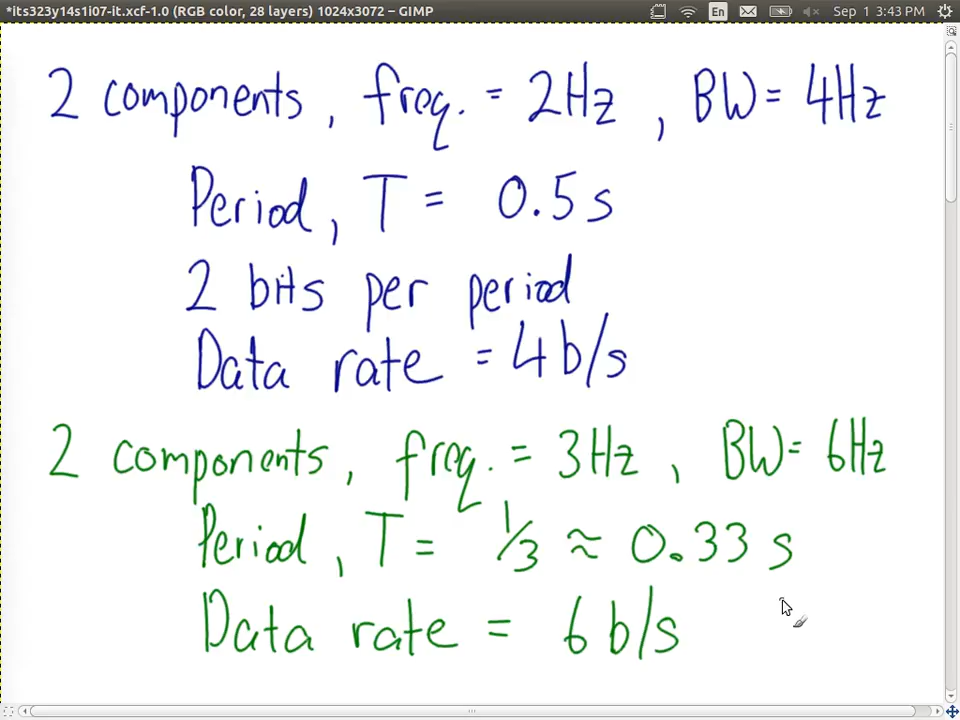 *its323y14s1i07-it.xcf-1.0 (RGB color, 28 layers) 1024x3072 – GIMP En Sep 1 3:43 PM
2 components, freq. = 2Hz, BW= 4Hz
Period, T = 0.5 s
2 bits per period
Data rate = 4b/s
2 components, freq. = 3Hz, BW= 6Hz
Period, T = 1/3 ≈ 0.33 s
Data rate = 6 b/s